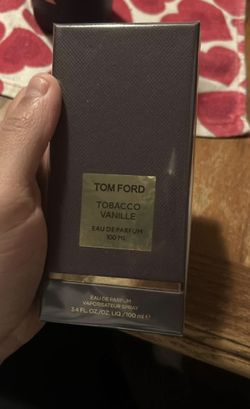 TOM FORD
TOBACCO
VANILLE
EAU DE PARFUM
100 ML
EAU DE PARFUM
VAPORISATEUR SPRAY
3.4 FL. OZ./OZ. LIQ./100 ml ℮